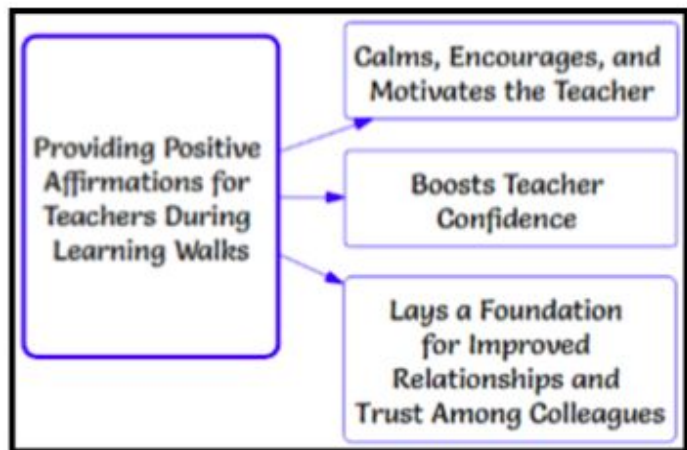 Providing Positive
Affirmations for
Teachers During
Learning Walks
Calms, Encourages, and
Motivates the Teacher
Boosts Teacher
Confidence
Lays a Foundation
for Improved
Relationships and
Trust Among Colleagues